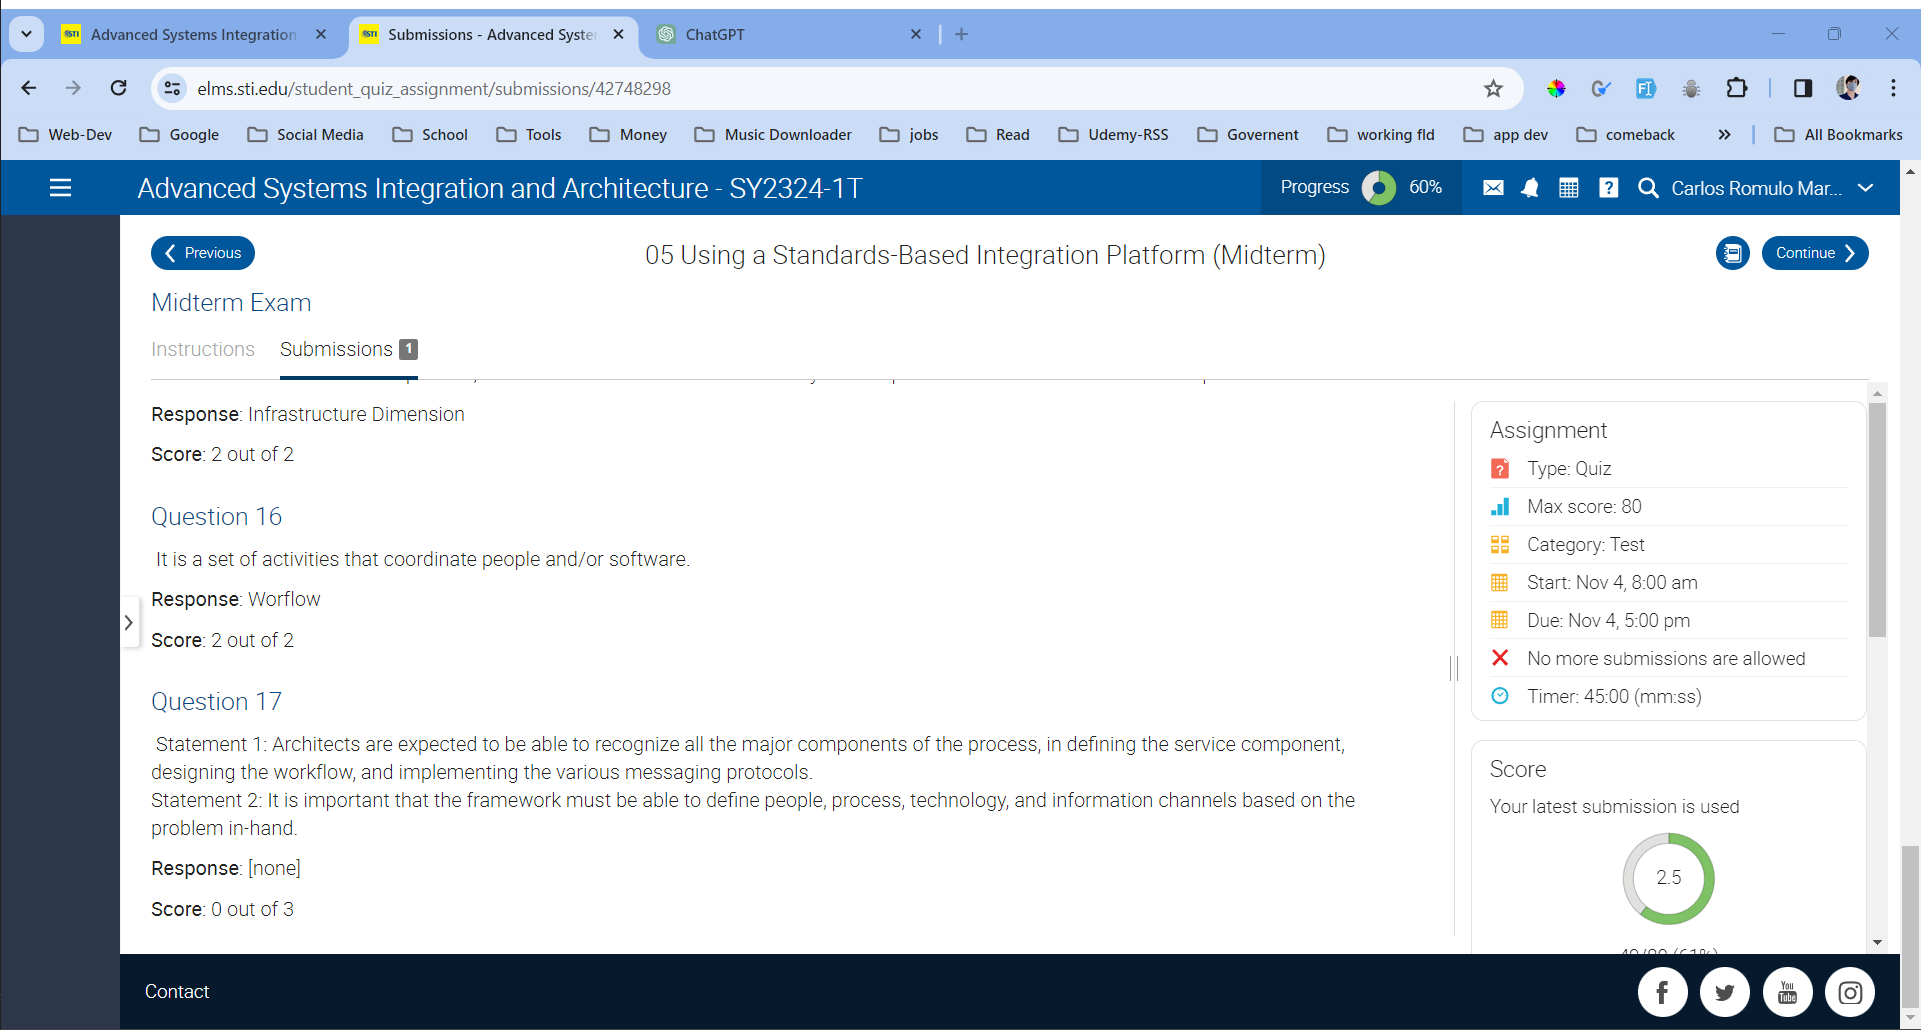 Advanced Systems Integration
Submissions - Advanced Syste
ChatGPT
elms.sti.edu/student_quiz_assignment/submissions/42748298
Web-Dev
Google
Social Media
School
Tools
Money
Music Downloader
jobs
Read
Udemy-RSS
Governent
working fld
app dev
comeback
All Bookmarks
Advanced Systems Integration and Architecture - SY2324-1T
Progress
60%
Carlos Romulo Mar...
Previous
05 Using a Standards-Based Integration Platform (Midterm)
Continue
Midterm Exam
Instructions
Submissions 1
Response: Infrastructure Dimension
Score: 2 out of 2
Question 16
It is a set of activities that coordinate people and/or software.
Response: Worflow
Score: 2 out of 2
Question 17
Statement 1: Architects are expected to be able to recognize all the major components of the process, in defining the service component,
designing the workflow, and implementing the various messaging protocols.
Statement 2: It is important that the framework must be able to define people, process, technology, and information channels based on the
problem in-hand.
Response: [none]
Score: 0 out of 3
Assignment
Type: Quiz
Max score: 80
Category: Test
Start: Nov 4, 8:00 am
Due: Nov 4, 5:00 pm
No more submissions are allowed
Timer: 45:00 (mm:ss)
Score
Your latest submission is used
2.5
Contact